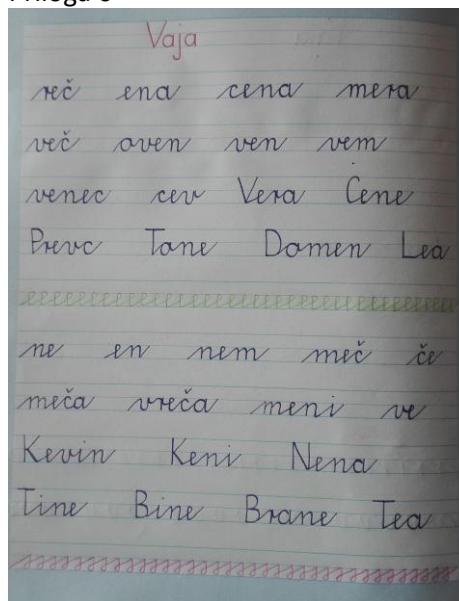 Priloga
Vaja
reč ena cena mera
več oven ven vem
venec cev Vera Cene
Prevc Tone Domen Lea
ne en nem meč če
meča vreča meni ve
Kevin Keni Nena
Tine Bine Brane Tea